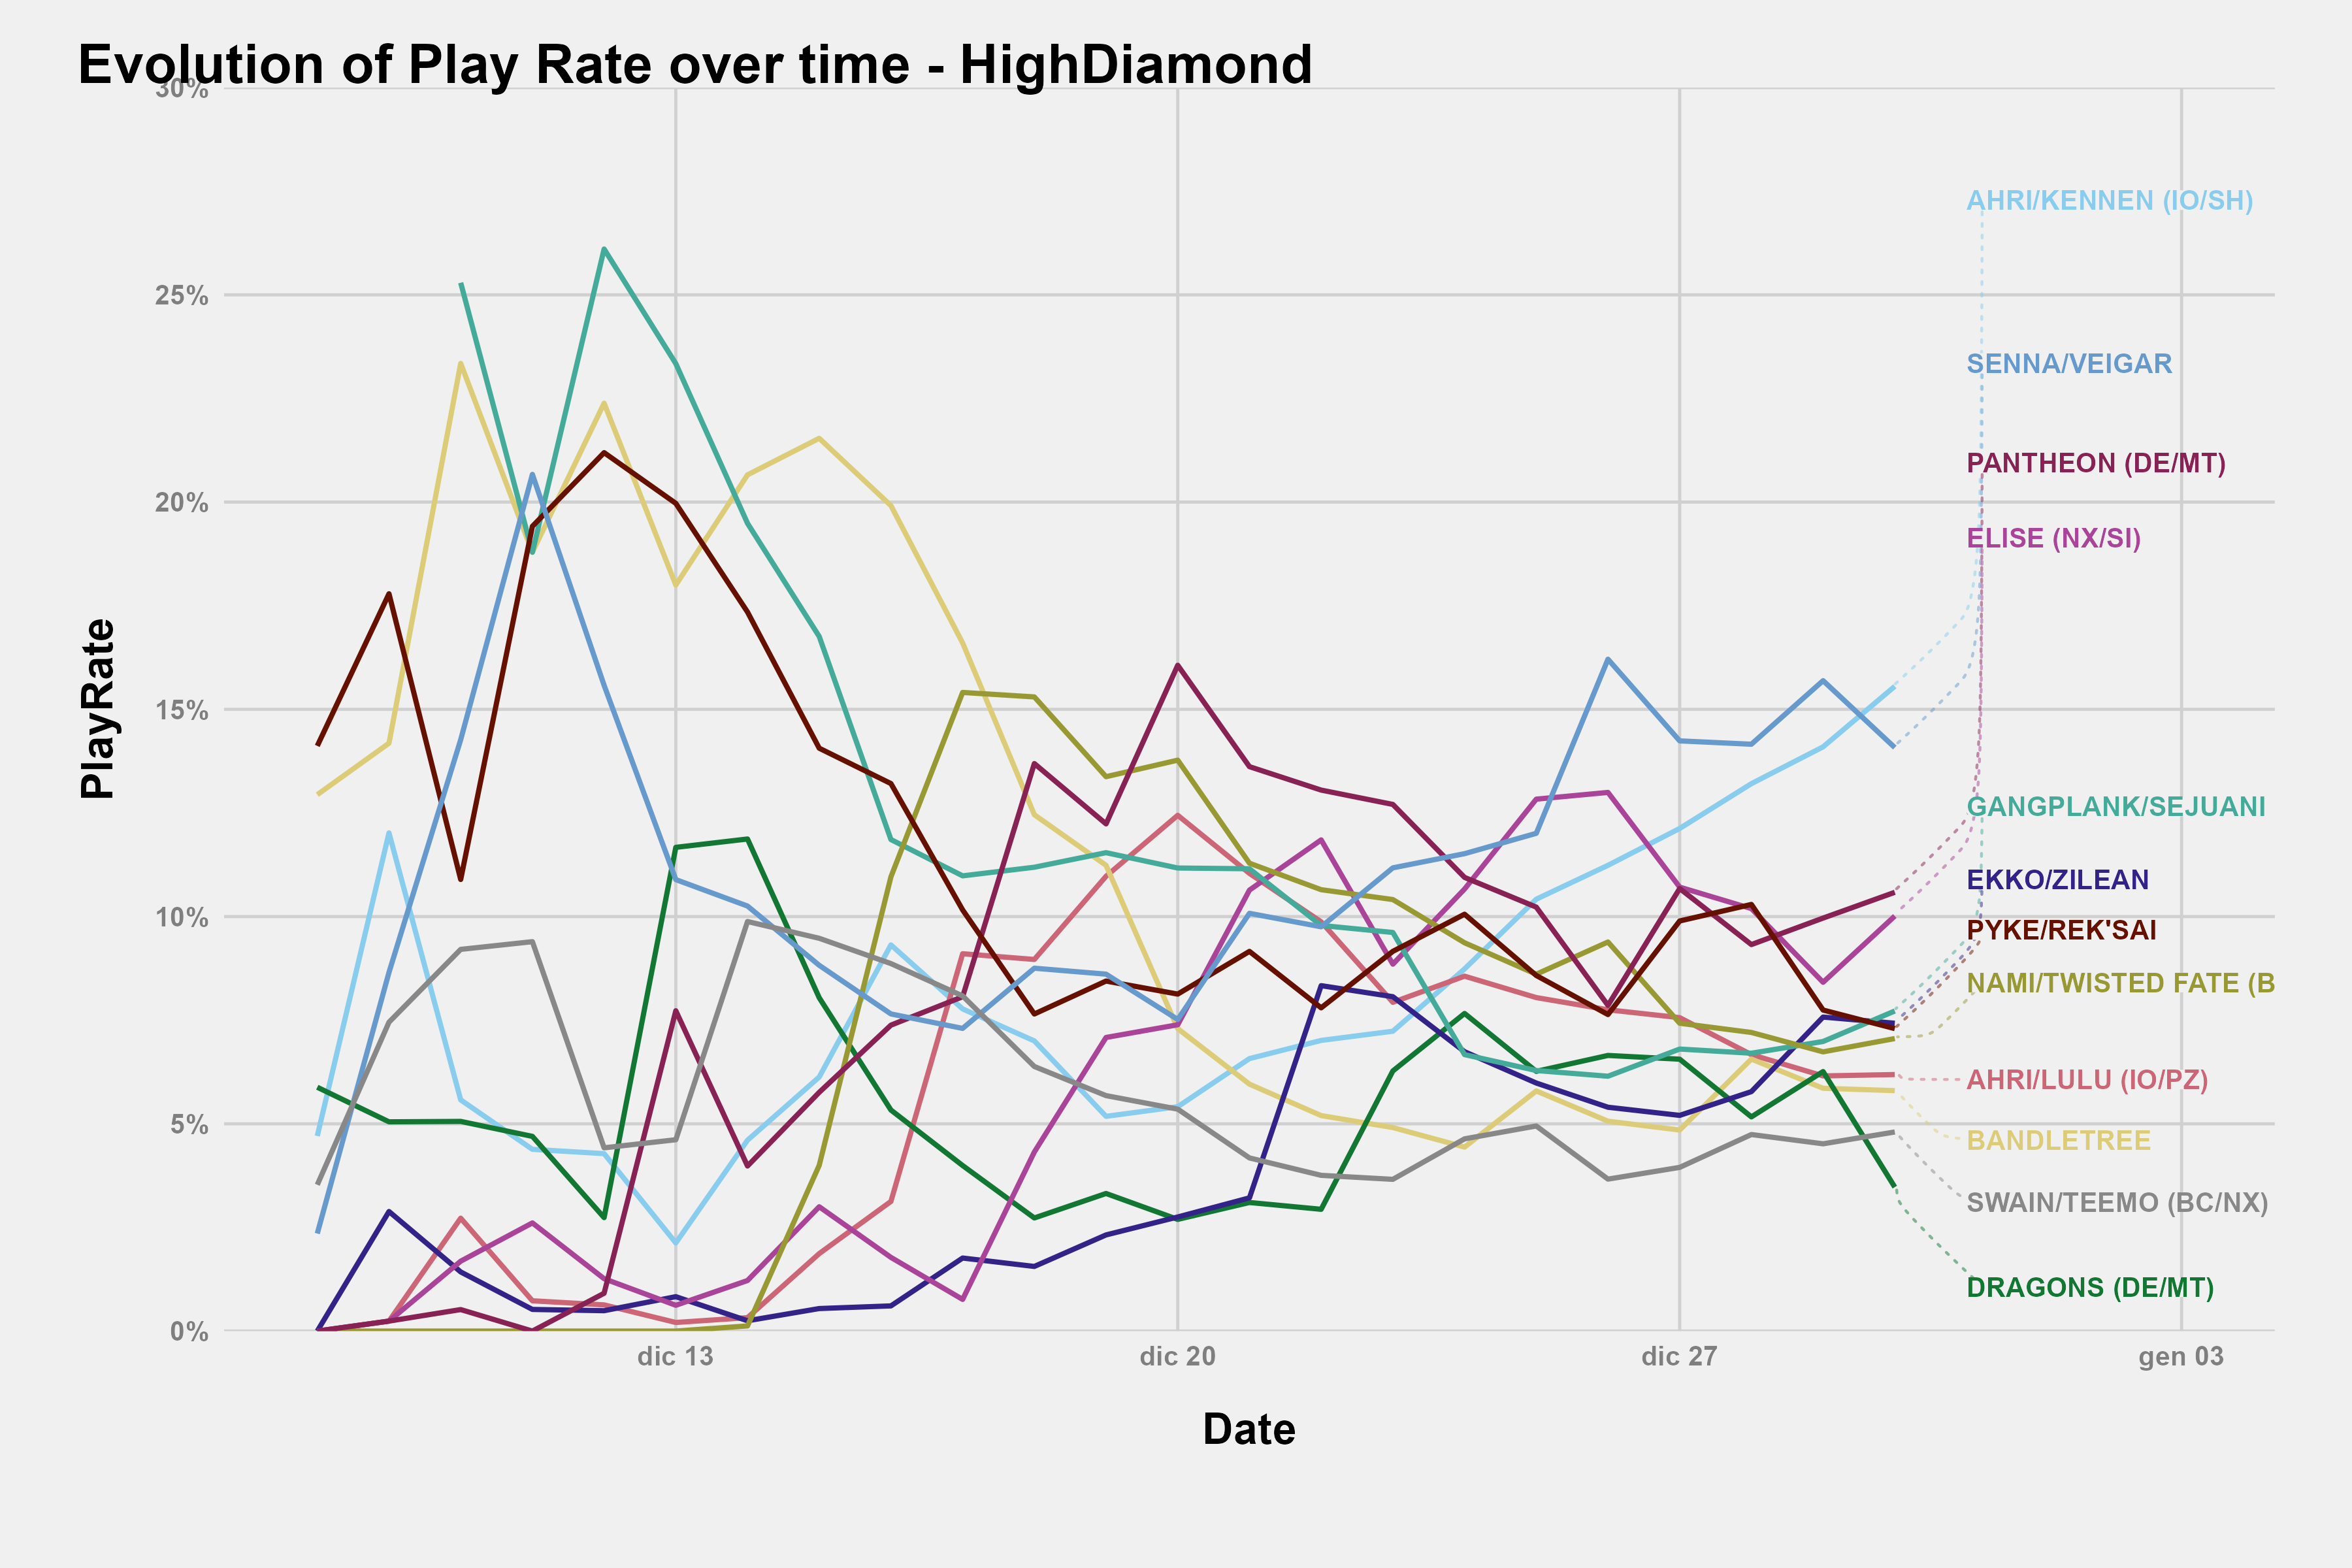 Evolution of Play Rate over time - HighDiamond
30%
25%
20%
15%
10%
5%
0%
PlayRate
AHRI/KENNEN (IO/SH)
SENNA/VEIGAR
PANTHEON (DE/MT)
ELISE (NX/SI)
GANGPLANK/SEJUANI
EKKO/ZILEAN
PYKE/REK'SAI
NAMI/TWISTED FATE (B
AHRI/LULU (IO/PZ)
BANDLETREE
SWAIN/TEEMO (BC/NX)
DRAGONS (DE/MT)
dic 13
dic 20
dic 27
gen 03
Date